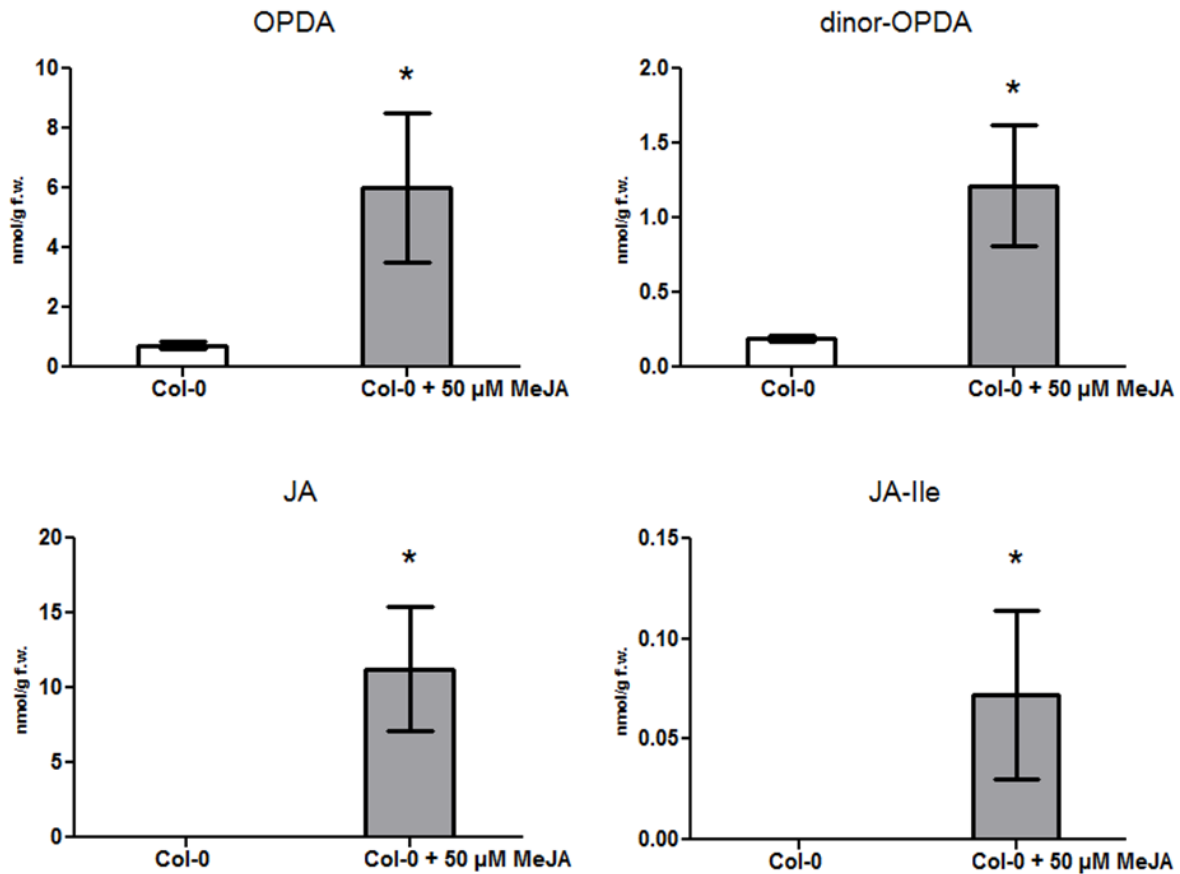 OPDA
10
8
6
4
2
0
nmol/g f.w.
*
Col-0
Col-0 + 50 µM MeJA
dinor-OPDA
2.0
1.5
1.0
0.5
0.0
nmol/g f.w.
*
Col-0
Col-0 + 50 µM MeJA
JA
20
15
10
5
0
nmol/g f.w.
*
Col-0
Col-0 + 50 µM MeJA
JA-Ile
0.15
0.10
0.05
0.00
nmol/g f.w.
*
Col-0
Col-0 + 50 µM MeJA